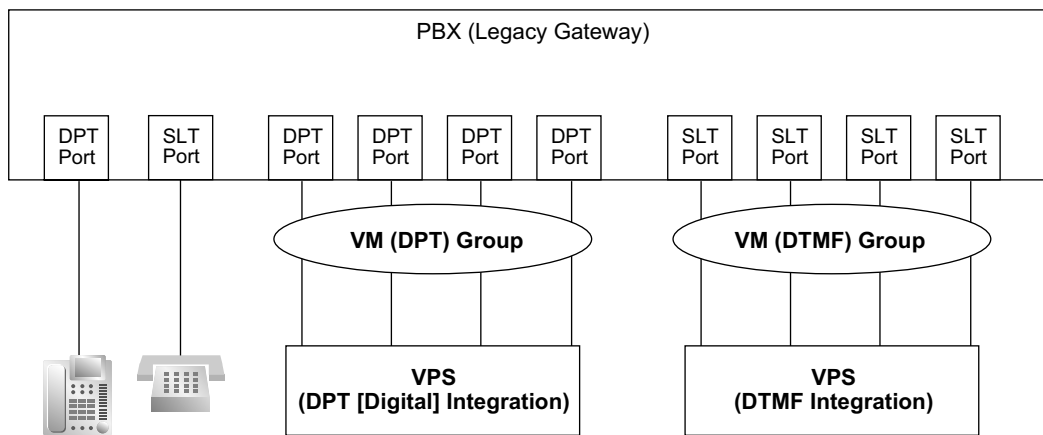 PBX (Legacy Gateway)
DPT
Port
SLT
Port
DPT
Port
DPT
Port
DPT
Port
DPT
Port
SLT
Port
SLT
Port
SLT
Port
SLT
Port
VM (DPT) Group
VM (DTMF) Group
VPS
(DPT [Digital] Integration)
VPS
(DTMF Integration)